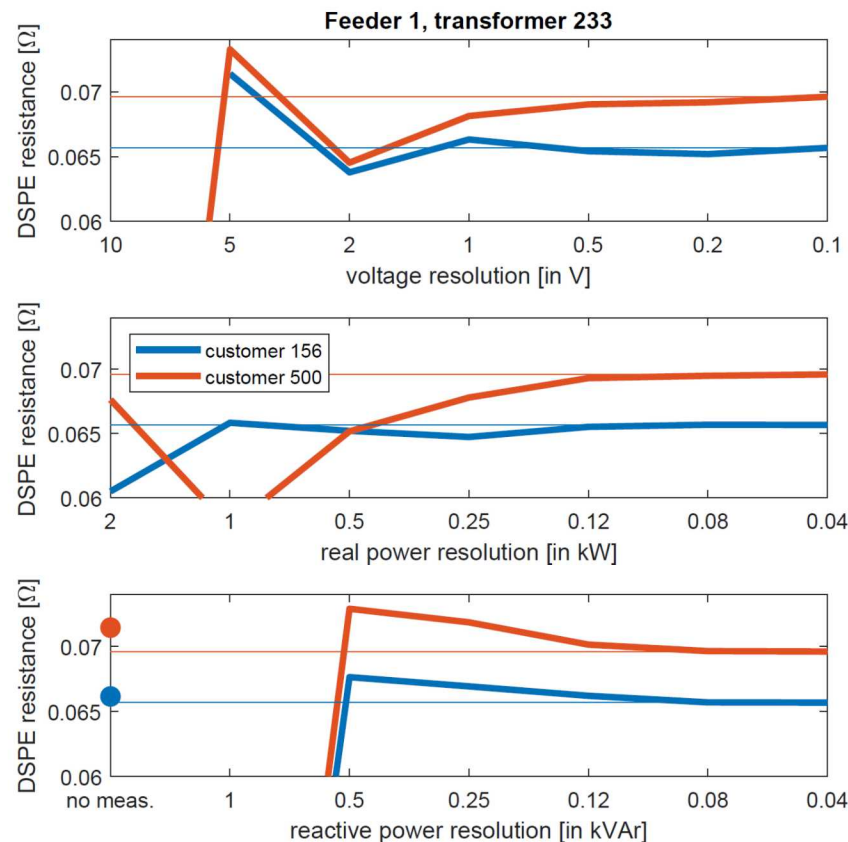 Feeder 1, transformer 233
DSPE resistance [Ω]
0.07
0.065
0.06
10 5 2 1 0.5 0.2 0.1
voltage resolution [in V]
DSPE resistance [Ω]
customer 156
customer 500
0.07
0.065
0.06
2 1 0.5 0.25 0.12 0.08 0.04
real power resolution [in kW]
DSPE resistance [Ω]
0.07
0.065
0.06
no meas. 1 0.5 0.25 0.12 0.08 0.04
reactive power resolution [in kVAr]